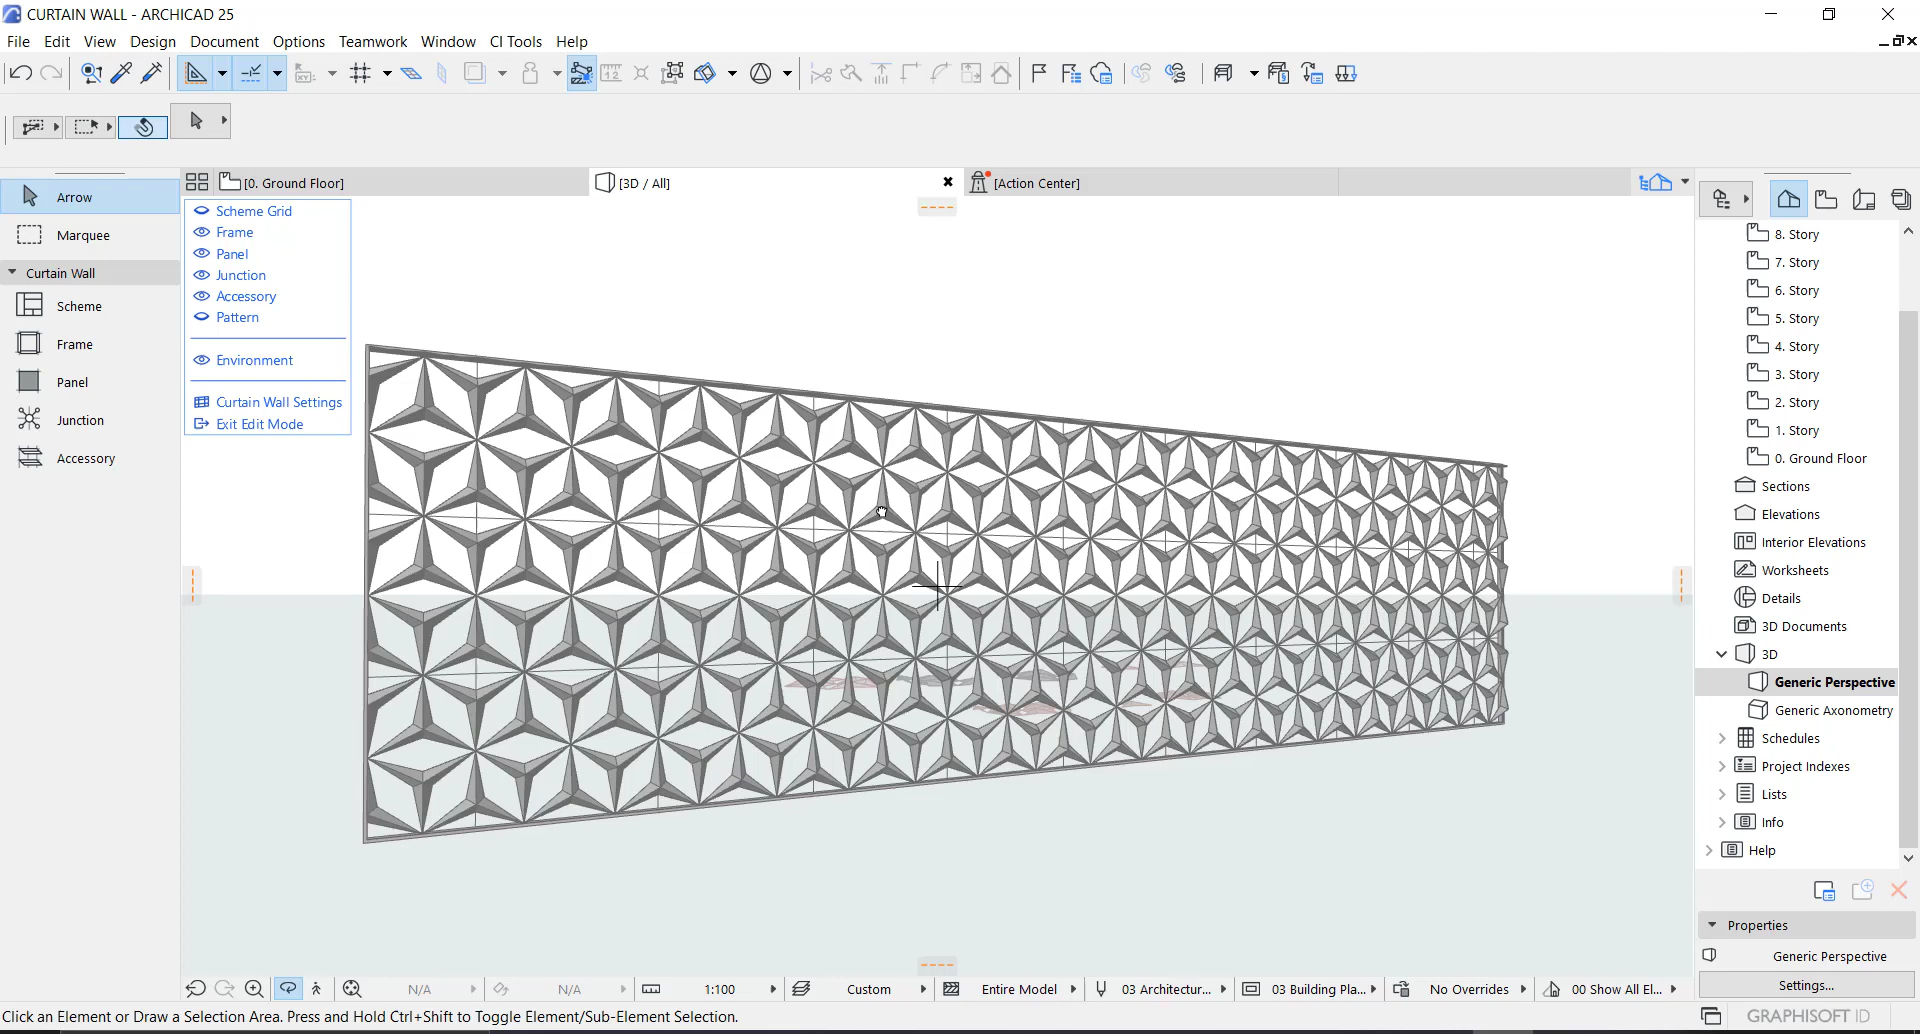 CURTAIN WALL - ARCHICAD 25
File Edit View Design Document Options Teamwork Window CI Tools Help
[0. Ground Floor] [3D / All] [Action Center]
Arrow
Marquee
Curtain Wall
Scheme
Frame
Panel
Junction
Accessory
Scheme Grid
Frame
Panel
Junction
Accessory
Pattern
Environment
Curtain Wall Settings
Exit Edit Mode
8. Story
7. Story
6. Story
5. Story
4. Story
3. Story
2. Story
1. Story
0. Ground Floor
Sections
Elevations
Interior Elevations
Worksheets
Details
3D Documents
3D
Generic Perspective
Generic Axonometry
Schedules
Project Indexes
Lists
Info
Help
Properties
Generic Perspective
Settings...
N/A N/A 1:100 Custom Entire Model 03 Architectur... 03 Building Pla... No Overrides 00 Show All El...
Click an Element or Draw a Selection Area. Press and Hold Ctrl+Shift to Toggle Element/Sub-Element Selection.
GRAPHISOFT ID